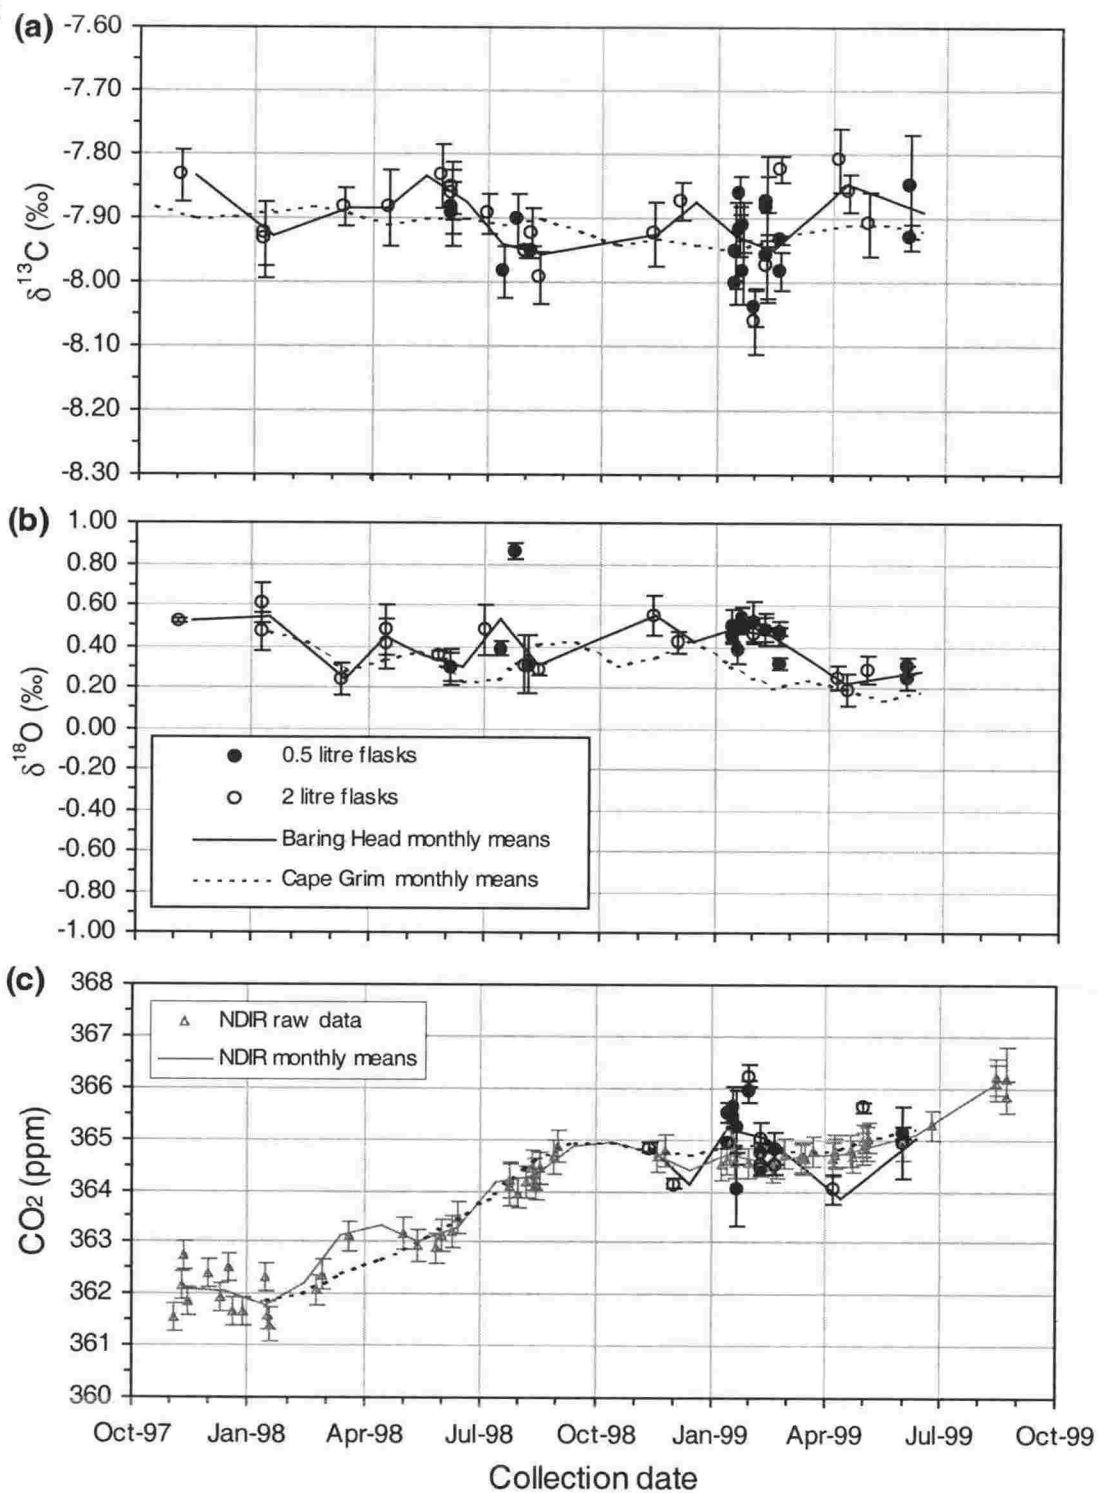 (a)
-7.60
-7.70
-7.80
-7.90
-8.00
-8.10
-8.20
-8.30
δ13C (‰)
(b)
1.00
0.80
0.60
0.40
0.20
0.00
-0.20
-0.40
-0.60
-0.80
-1.00
δ18O (‰)
0.5 litre flasks
2 litre flasks
Baring Head monthly means
Cape Grim monthly means
(c)
368
367
366
365
364
363
362
361
360
CO2 (ppm)
NDIR raw data
NDIR monthly means
Oct-97 Jan-98 Apr-98 Jul-98 Oct-98 Jan-99 Apr-99 Jul-99 Oct-99
Collection date